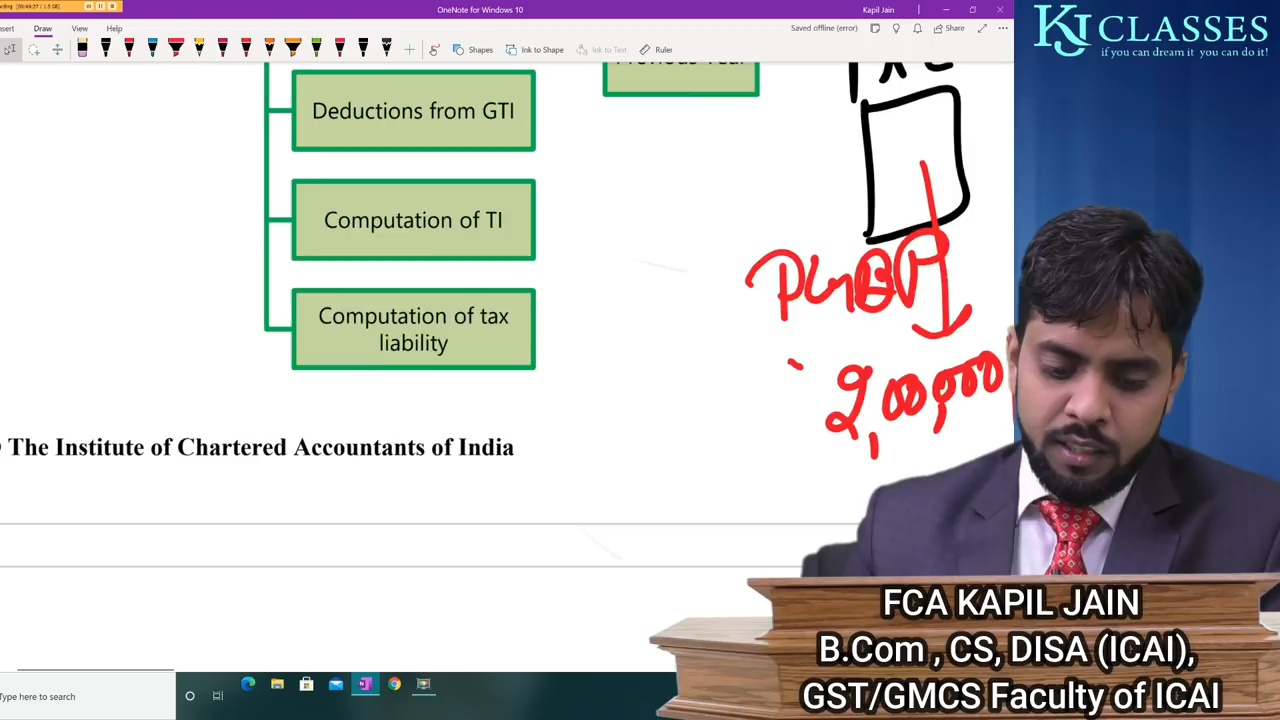 OneNote for Windows 10
Kapil Jain
Draw View Help
Saved offline (error)
Share
Shapes
Ink to Shape
Ink to Text
Ruler
KJ CLASSES
if you can dream it you can do it!
Deductions from GTI
Computation of TI
Computation of tax
liability
PGBP
2,00,000
The Institute of Chartered Accountants of India
FCA KAPIL JAIN
B.Com , CS, DISA (ICAI),
GST/GMCS Faculty of ICAI
Type here to search